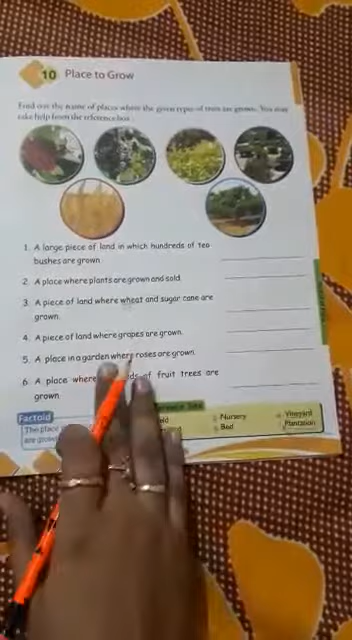 10 Place to Grow
Find out the name of places where the given types of trees are grown. You may
take help from the reference box.
1. A large piece of land in which hundreds of tea
bushes are grown.
2. A place where plants are grown and sold.
3. A piece of land where wheat and sugar cane are
grown.
4. A piece of land where grapes are grown.
5. A place in a garden where roses are grown.
6. A place where of fruit trees are
grown.
Factoid
The place
are grow
Nursery
Vineyard
Bed
Plantation